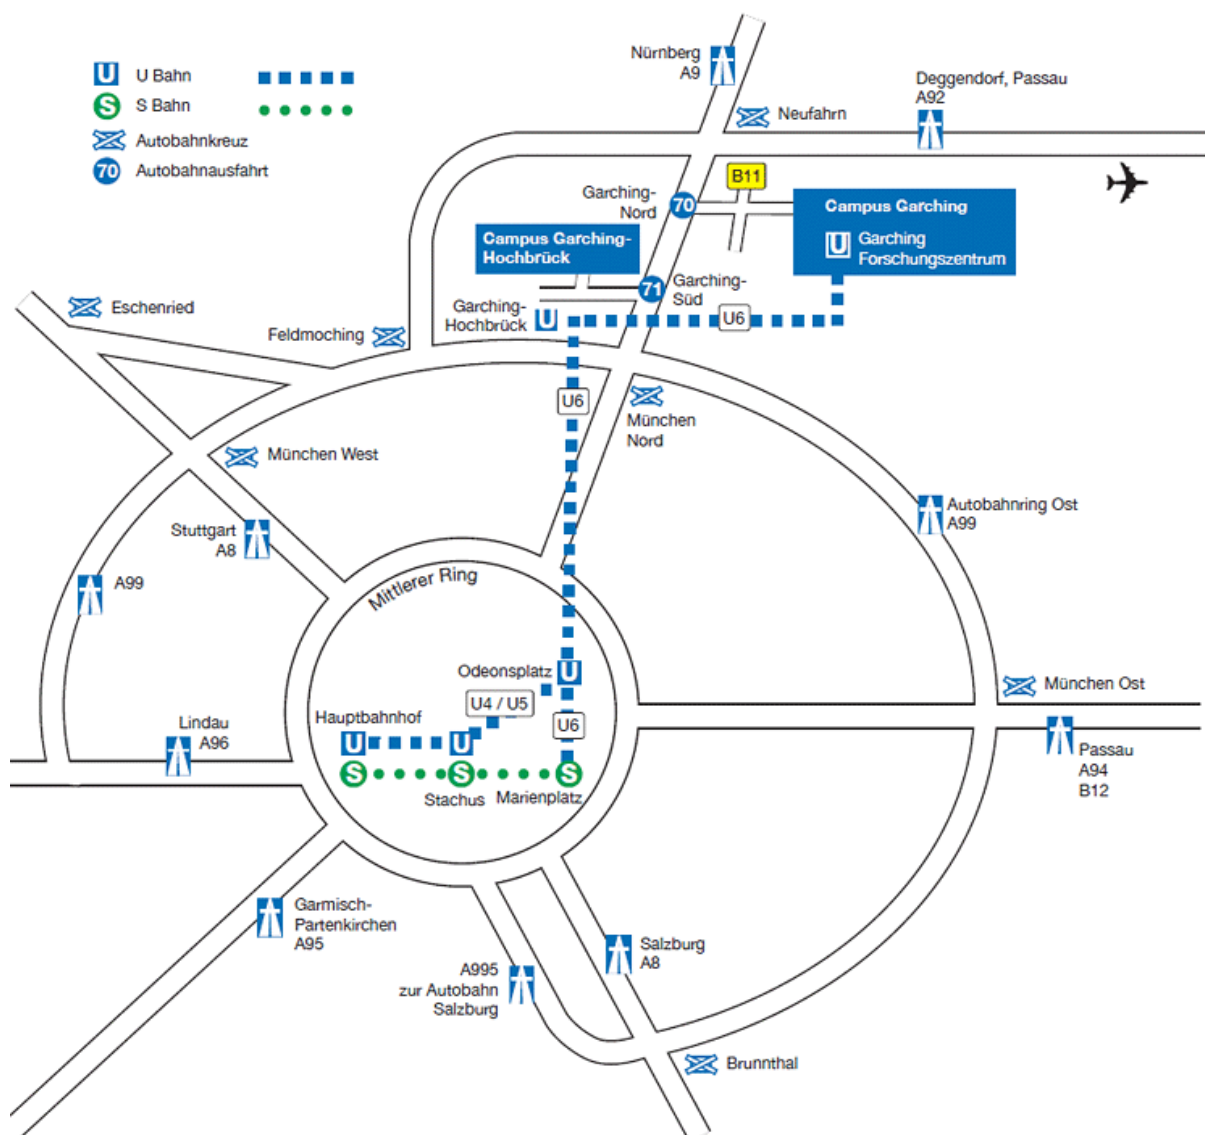 U
U Bahn
S
S Bahn
Autobahnkreuz
70
Autobahnausfahrt
Nürnberg
A9
Deggendorf, Passau
A92
Neufahrn
B11
Garching-
Nord
70
Campus Garching
U
Garching
Forschungszentrum
Campus Garching-
Hochbrück
71
Garching-
Süd
Garching-
Hochbrück
U
U6
Eschenried
Feldmoching
U6
München
Nord
München West
Autobahnring Ost
A99
Stuttgart
A8
A99
Mittlerer Ring
Odeonsplatz
U
U4 / U5
München Ost
Hauptbahnhof
U6
Lindau
A96
U
U
Passau
A94
B12
S
S
S
Stachus
Marienplatz
Garmisch-
Partenkirchen
A95
Salzburg
A8
A995
zur Autobahn
Salzburg
Brunnthal